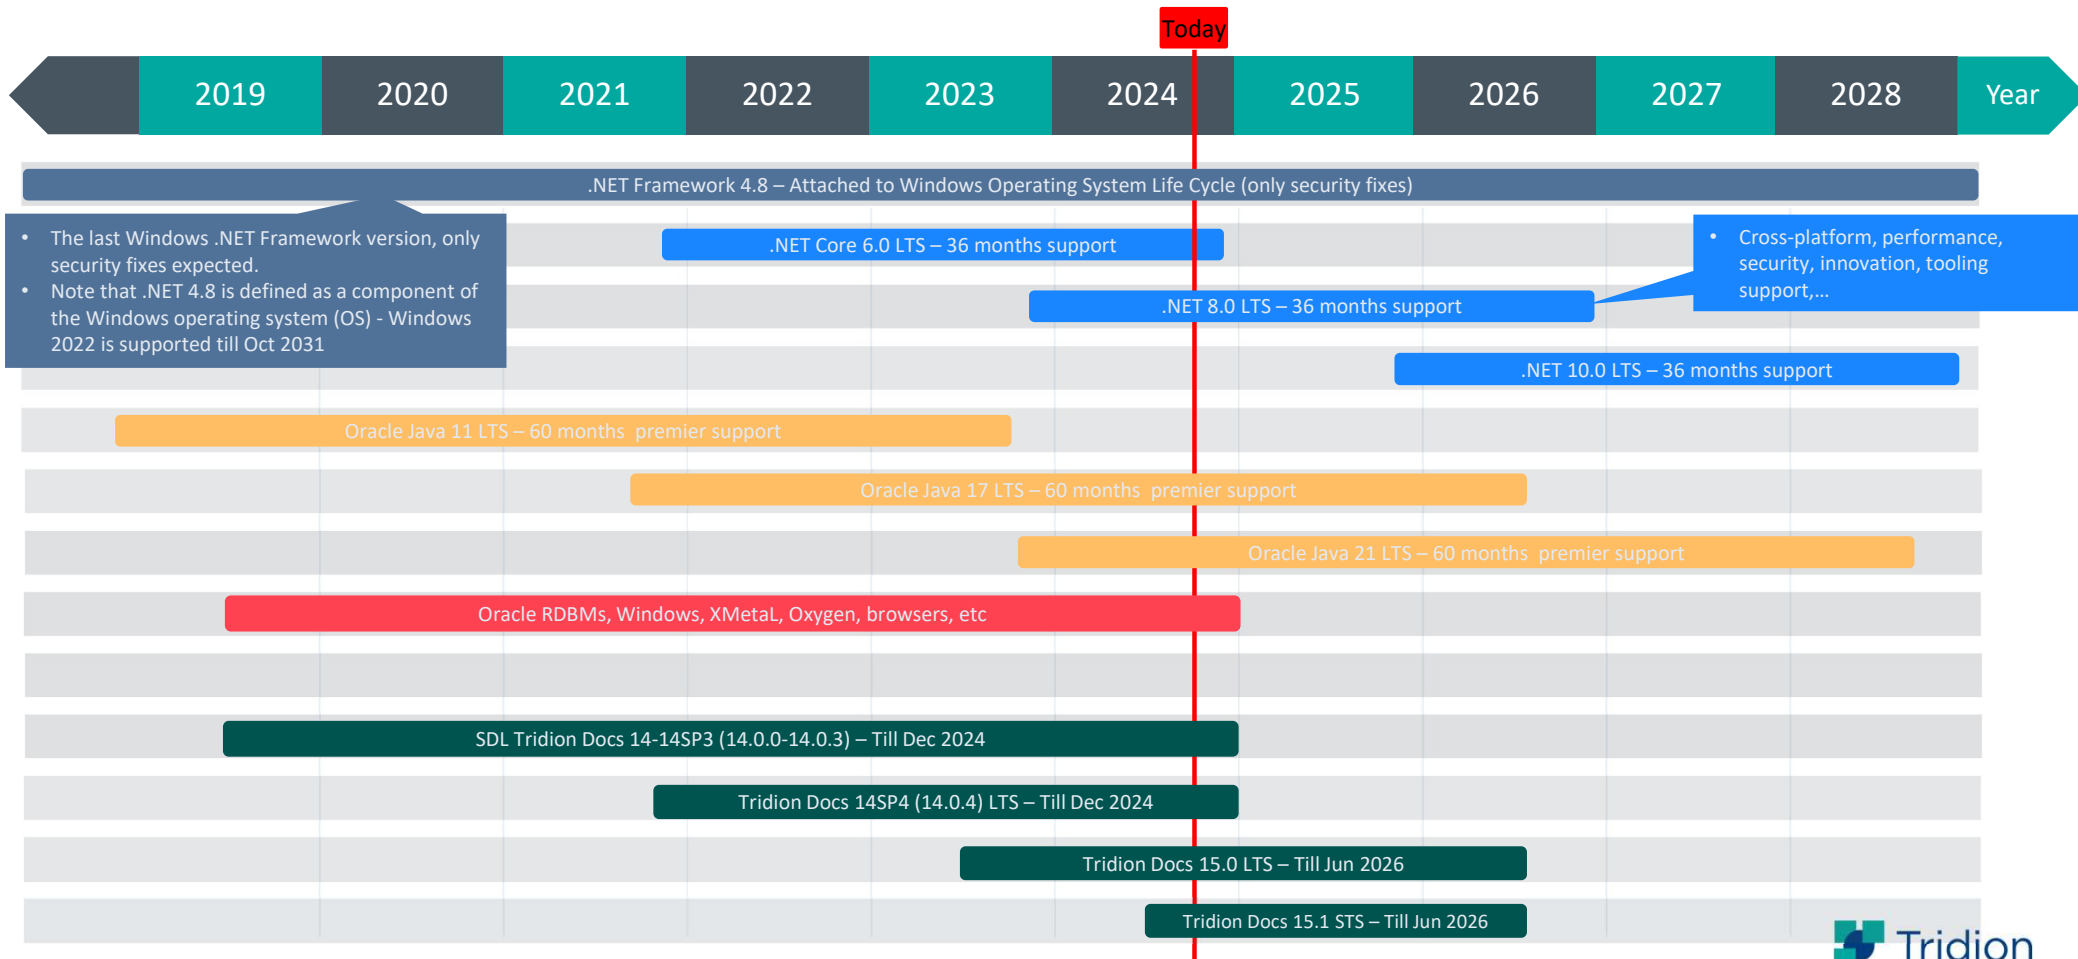 Today
2019 2020 2021 2022 2023 2024 2025 2026 2027 2028 Year
.NET Framework 4.8 – Attached to Windows Operating System Life Cycle (only security fixes)
• The last Windows .NET Framework version, only
security fixes expected.
• Note that .NET 4.8 is defined as a component of
the Windows operating system (OS) - Windows
2022 is supported till Oct 2031
.NET Core 6.0 LTS – 36 months support
• Cross-platform, performance,
security, innovation, tooling
support,...
.NET 8.0 LTS – 36 months support
.NET 10.0 LTS – 36 months support
Oracle Java 11 LTS – 60 months  premier support
Oracle Java 17 LTS – 60 months  premier support
Oracle Java 21 LTS – 60 months  premier support
Oracle RDBMs, Windows, XMetaL, Oxygen, browsers, etc
SDL Tridion Docs 14-14SP3 (14.0.0-14.0.3) – Till Dec 2024
Tridion Docs 14SP4 (14.0.4) LTS – Till Dec 2024
Tridion Docs 15.0 LTS – Till Jun 2026
Tridion Docs 15.1 STS – Till Jun 2026
Tridion